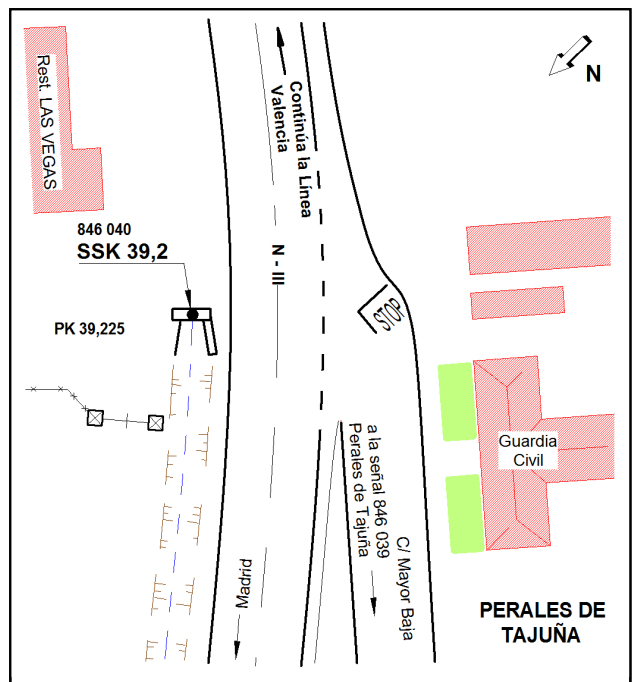 Rest. LAS VEGAS
Continúa la Línea
Valencia
N
846 040
SSK 39,2
N - III
PK 39,225
STOP
Guardia
Civil
a la señal 846 039
Perales de Tajuña
C/ Mayor Baja
Madrid
PERALES DE
TAJUÑA